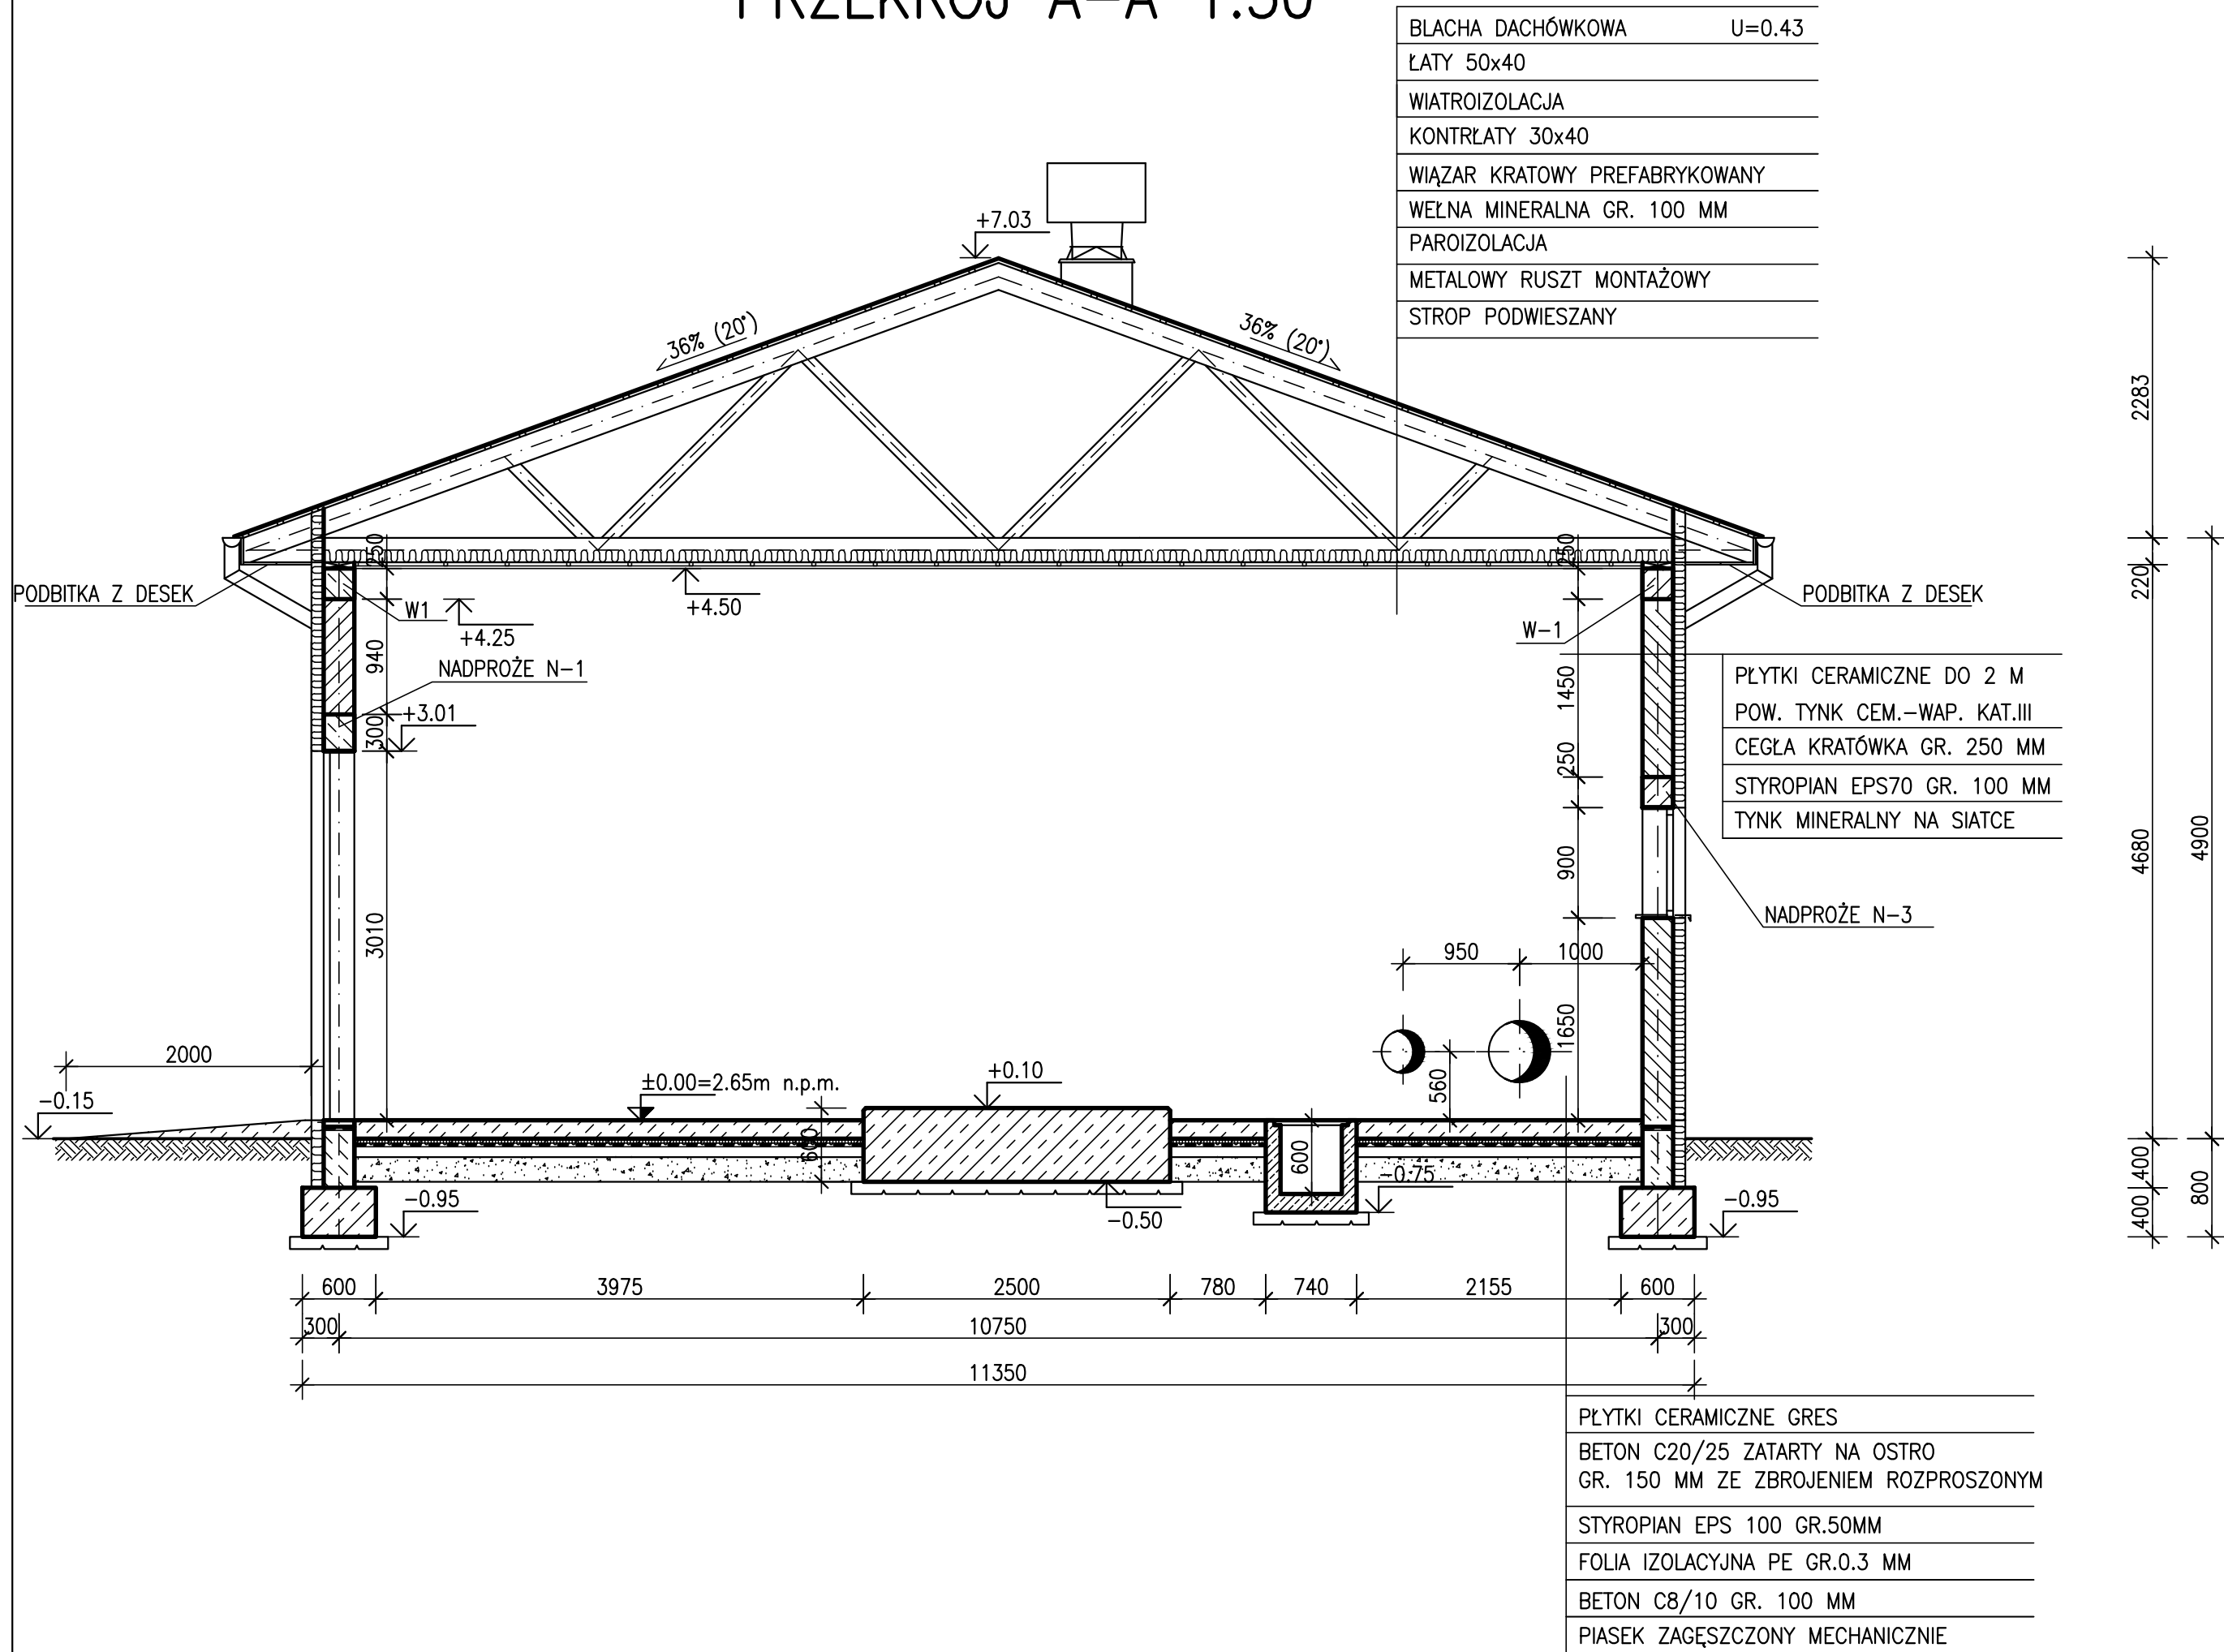 PRZEKRÓJ A-A 1:50
BLACHA DACHÓWKOWA U=0.43
ŁATY 50x40
WIATROIZOLACJA
KONTRŁATY 30x40
WIĄZAR KRATOWY PREFABRYKOWANY
WEŁNA MINERALNA GR. 100 MM
PAROIZOLACJA
METALOWY RUSZT MONTAŻOWY
STROP PODWIESZANY
+7.03
36% (20°)
36% (20°)
2283
250
250
220
PODBITKA Z DESEK
W1
+4.25
+4.50
PODBITKA Z DESEK
W-1
940
NADPROŻE N-1
300
+3.01
1450
250
PŁYTKI CERAMICZNE DO 2 M
POW. TYNK CEM.-WAP. KAT.III
CEGŁA KRATÓWKA GR. 250 MM
STYROPIAN EPS70 GR. 100 MM
TYNK MINERALNY NA SIATCE
4680
4900
900
NADPROŻE N-3
3010
950
1000
1650
560
2000
-0.15
±0.00=2.65m n.p.m.
+0.10
600
600
-0.75
-0.50
-0.95
-0.95
400
400
800
600
3975
2500
780
740
2155
600
300
10750
300
11350
PŁYTKI CERAMICZNE GRES
BETON C20/25 ZATARTY NA OSTRO
GR. 150 MM ZE ZBROJENIEM ROZPROSZONYM
STYROPIAN EPS 100 GR.50MM
FOLIA IZOLACYJNA PE GR.0.3 MM
BETON C8/10 GR. 100 MM
PIASEK ZAGĘSZCZONY MECHANICZNIE